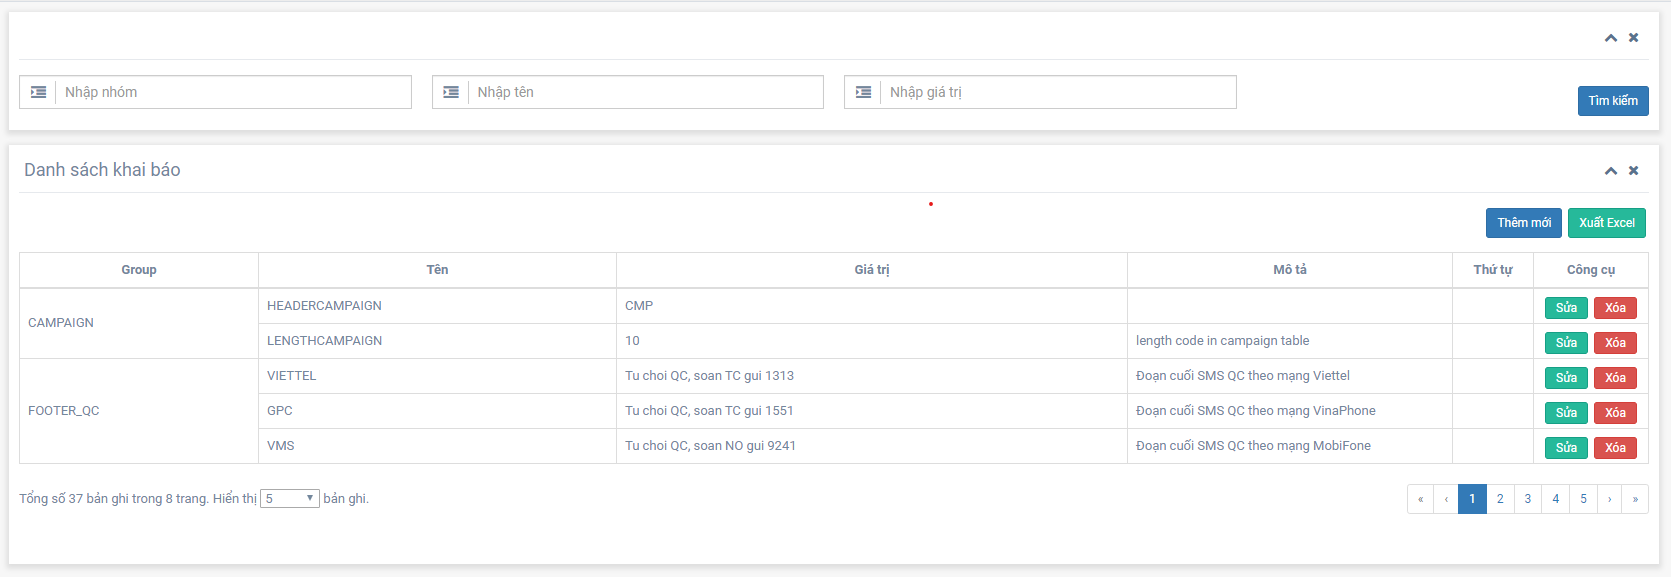 Nhập nhóm
Nhập tên
Nhập giá trị
Tìm kiếm
Danh sách khai báo
Thêm mới
Xuất Excel
Group Tên Giá trị Mô tả Thứ tự Công cụ
CAMPAIGN
HEADERCAMPAIGN CMP Sửa Xóa
LENGTHCAMPAIGN 10 length code in campaign table Sửa Xóa
FOOTER_QC
VIETTEL Tu choi QC, soan TC gui 1313 Đoạn cuối SMS QC theo mạng Viettel Sửa Xóa
GPC Tu choi QC, soan TC gui 1551 Đoạn cuối SMS QC theo mạng VinaPhone Sửa Xóa
VMS Tu choi QC, soan NO gui 9241 Đoạn cuối SMS QC theo mạng MobiFone Sửa Xóa
Tổng số 37 bản ghi trong 8 trang. Hiển thị 5 bản ghi.
« ‹ 1 2 3 4 5 › »